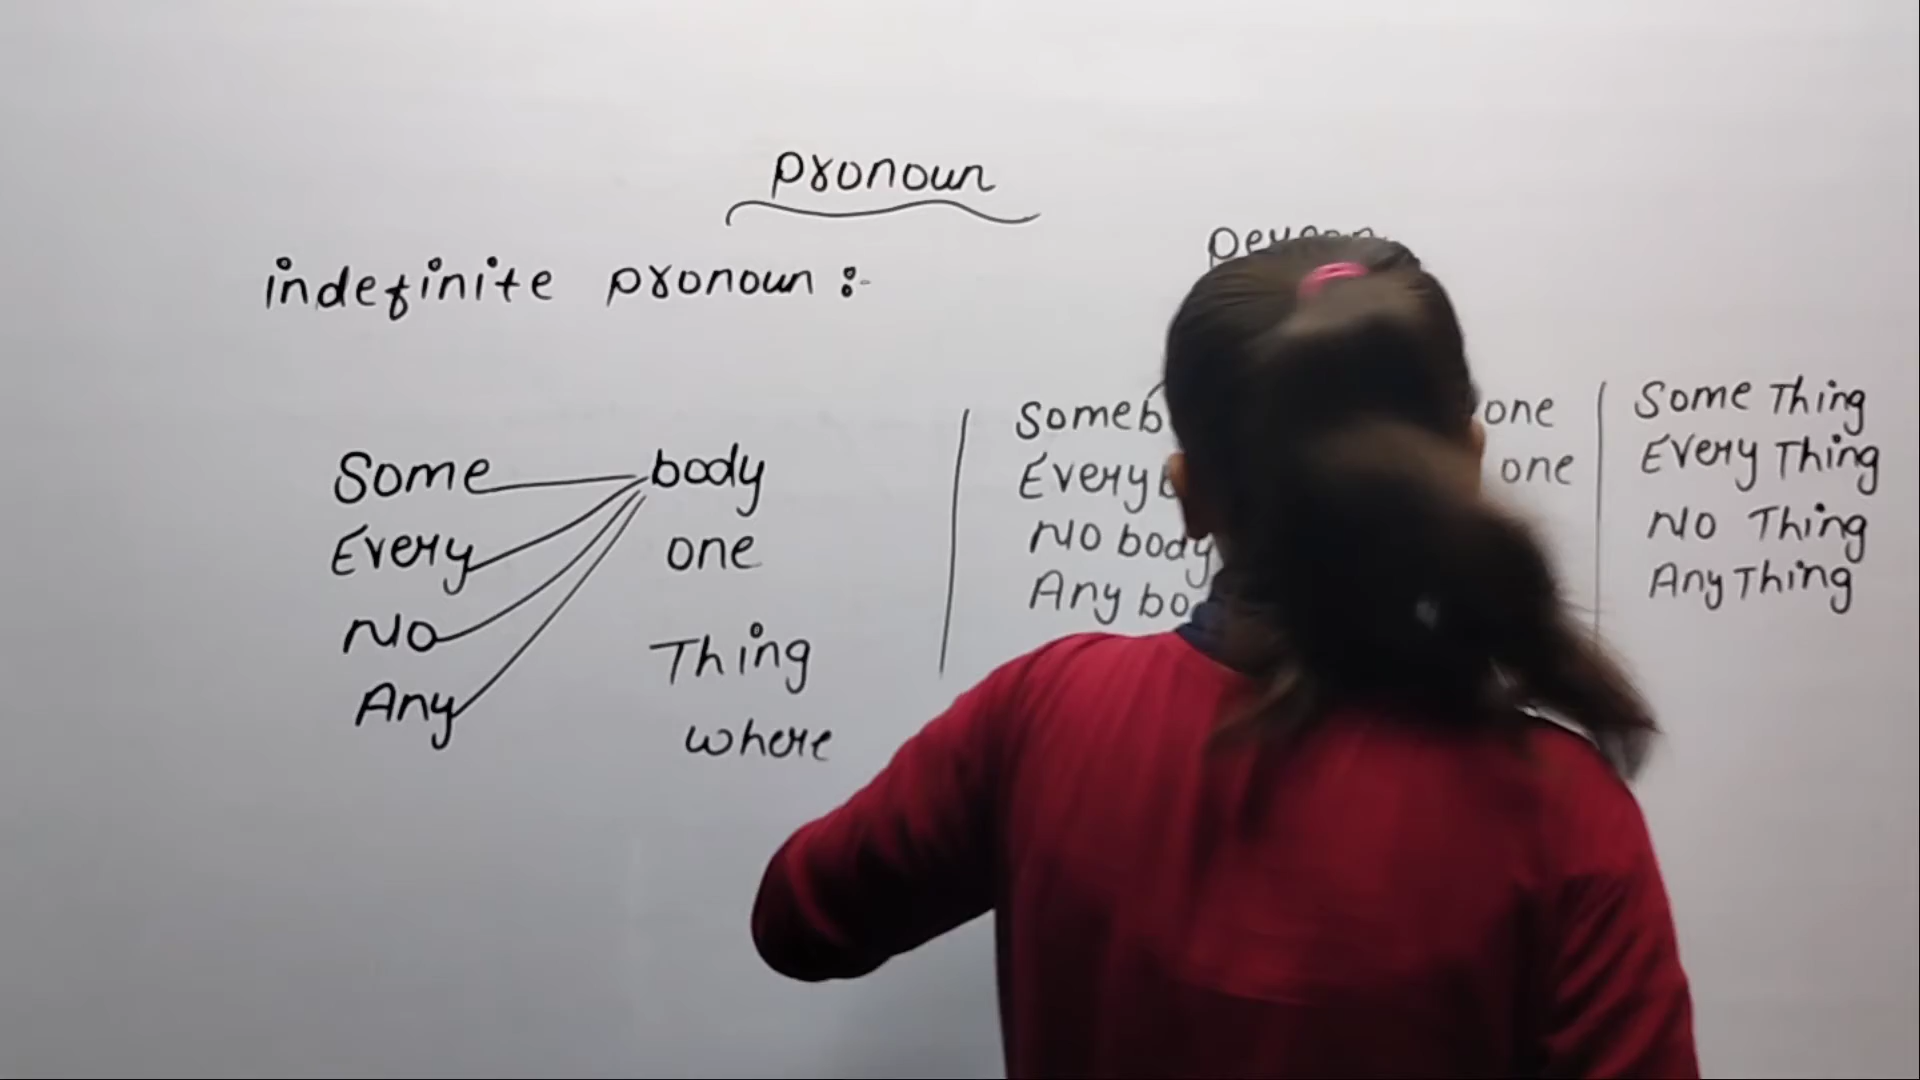 pronoun
person
indefinite pronoun :-
Some body
Every one
No Thing
Any where
Someb one Some Thing
Every one Every Thing
No body No Thing
Any bo Any Thing